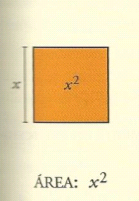 x
x²
ÁREA: x²